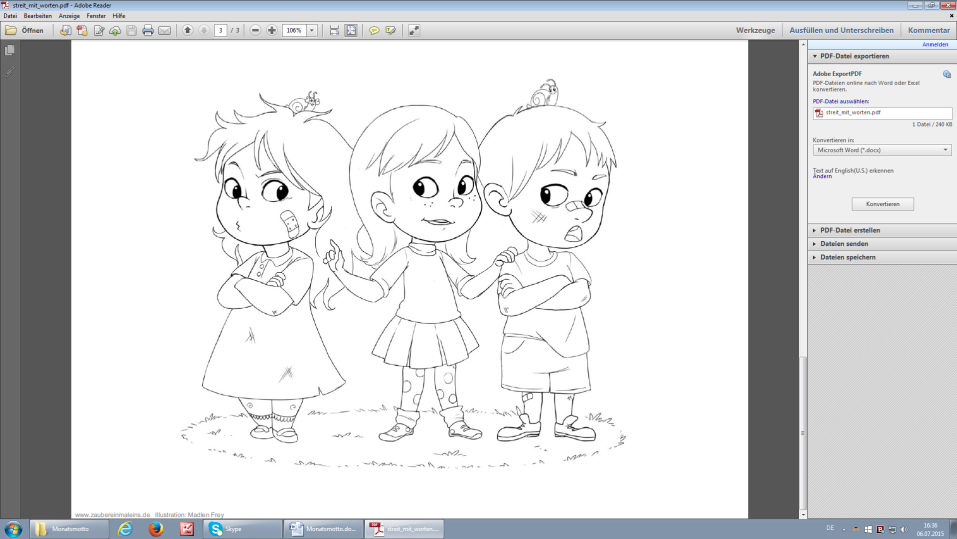 streit_mit_worten.pdf - Adobe Reader
Datei Bearbeiten Anzeige Fenster Hilfe
Öffnen 3 / 3 106% Werkzeuge Ausfüllen und Unterschreiben Kommentar
Anmelden
PDF-Datei exportieren
Adobe ExportPDF
PDF-Dateien online nach Word oder Excel
konvertieren.
PDF-Datei auswählen:
streit_mit_worten.pdf
1 Datei / 240 KB
Konvertieren in:
Microsoft Word (*.docx)
Text auf English(U.S.) erkennen
Ändern
Konvertieren
PDF-Datei erstellen
Dateien senden
Dateien speichern
www.zaubereinmaleins.de Illustration: Madlen Frey
Monatsmotto Skype Monatsmotto.do... streit_mit_worten....
DE 16:36
06.07.2015